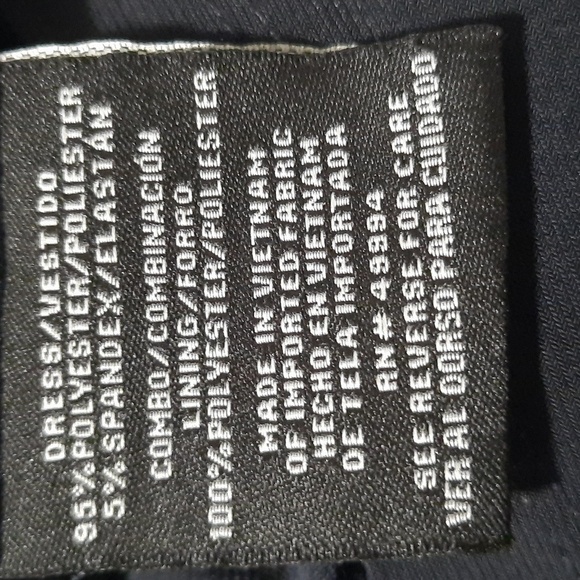 DRESS/VESTIDO
95%POLYESTER/POLIESTER
5%SPANDEX/ELASTÁN
COMBO/COMBINACIÓN
LINING/FORRO
100%POLYESTER/POLIESTER
MADE IN VIETNAM
OF IMPORTED FABRIC
HECHO EN VIETNAM
DE TELA IMPORTADA
RN#49994
SEE REVERSE FOR CARE
VER AL DORSO PARA CUIDADO